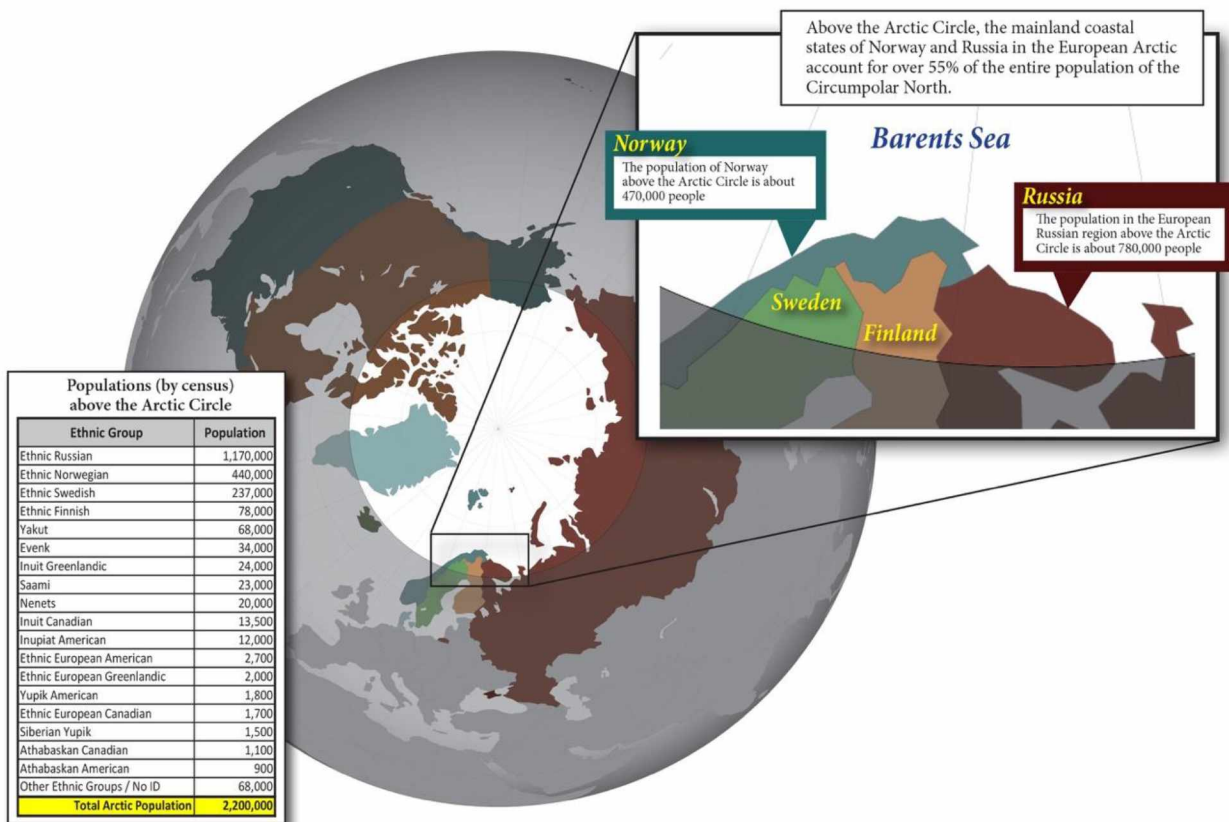 Above the Arctic Circle, the mainland coastal
states of Norway and Russia in the European Arctic
account for over 55% of the entire population of the
Circumpolar North.
Barents Sea
Norway
The population of Norway
above the Arctic Circle is about
470,000 people
Russia
The population in the European
Russian region above the Arctic
Circle is about 780,000 people
Sweden
Finland
Populations (by census)
above the Arctic Circle
Ethnic Group Population
Ethnic Russian 1,170,000
Ethnic Norwegian 440,000
Ethnic Swedish 237,000
Ethnic Finnish 78,000
Yakut 68,000
Evenk 34,000
Inuit Greenlandic 24,000
Saami 23,000
Nenets 20,000
Inuit Canadian 13,500
Inupiat American 12,000
Ethnic European American 2,700
Ethnic European Greenlandic 2,000
Yupik American 1,800
Ethnic European Canadian 1,700
Siberian Yupik 1,500
Athabaskan Canadian 1,100
Athabaskan American 900
Other Ethnic Groups / No ID 68,000
Total Arctic Population 2,200,000